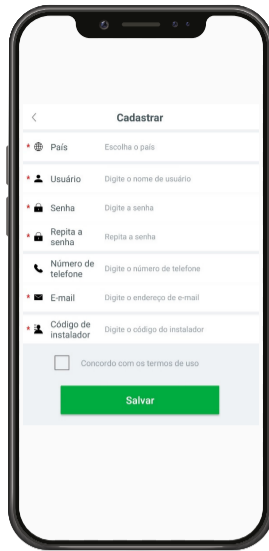 Cadastrar
* País Escolha o país
* Usuário Digite o nome de usuário
* Senha Digite a senha
* Repita a senha Repita a senha
Número de telefone Digite o número de telefone
* E-mail Digite o endereço de e-mail
* Código de instalador Digite o código do instalador
Concordo com os termos de uso
Salvar